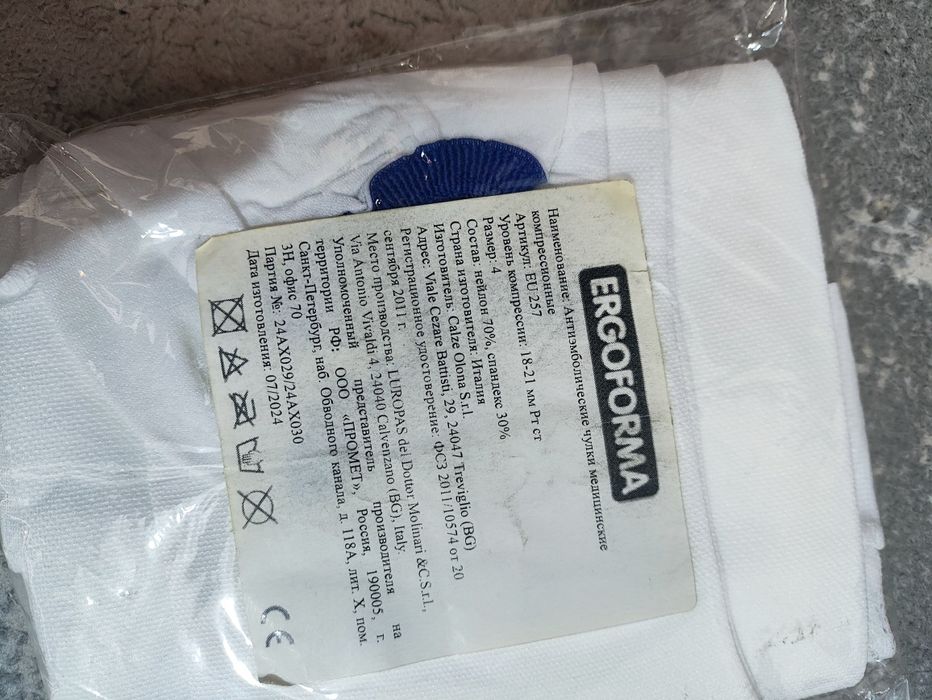 ERGOFORMA
Наименование: Антиэмболические чулки медицинские
компрессионные
Артикул: EU 257
Уровень компрессии: 18-21 мм Рт ст
Размер: 4
Состав: нейлон 70%, спандекс 30%
Страна изготовителя: Италия
Изготовитель: Calze Olona S.r.l.
Адрес: Viale Cezare Battisti, 29, 24047 Treviglio (BG)
Регистрационное удостоверение: ФСЗ 2011/10574 от 20
сентября 2011 г.
Место производства: LUROPAS del Dottor Molinari &C.S.r.l.,
Via Antonio Vivaldi 4, 24040 Calvenzano (BG), Italy.
Уполномоченный представитель производителя на
территории РФ: ООО «ПРОМЕТ», Россия, 190005, г.
Санкт-Петербург, наб. Обводного канала, д. 118А, лит. Х, пом.
3Н, офис 70
Партия №: 24AX029/24AX030
Дата изготовления: 07/2024
CE